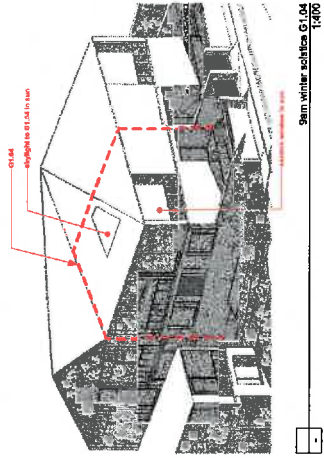 G1.04
skylight to G1.04 in sun
9am winter solstice G1.04
1:400
-